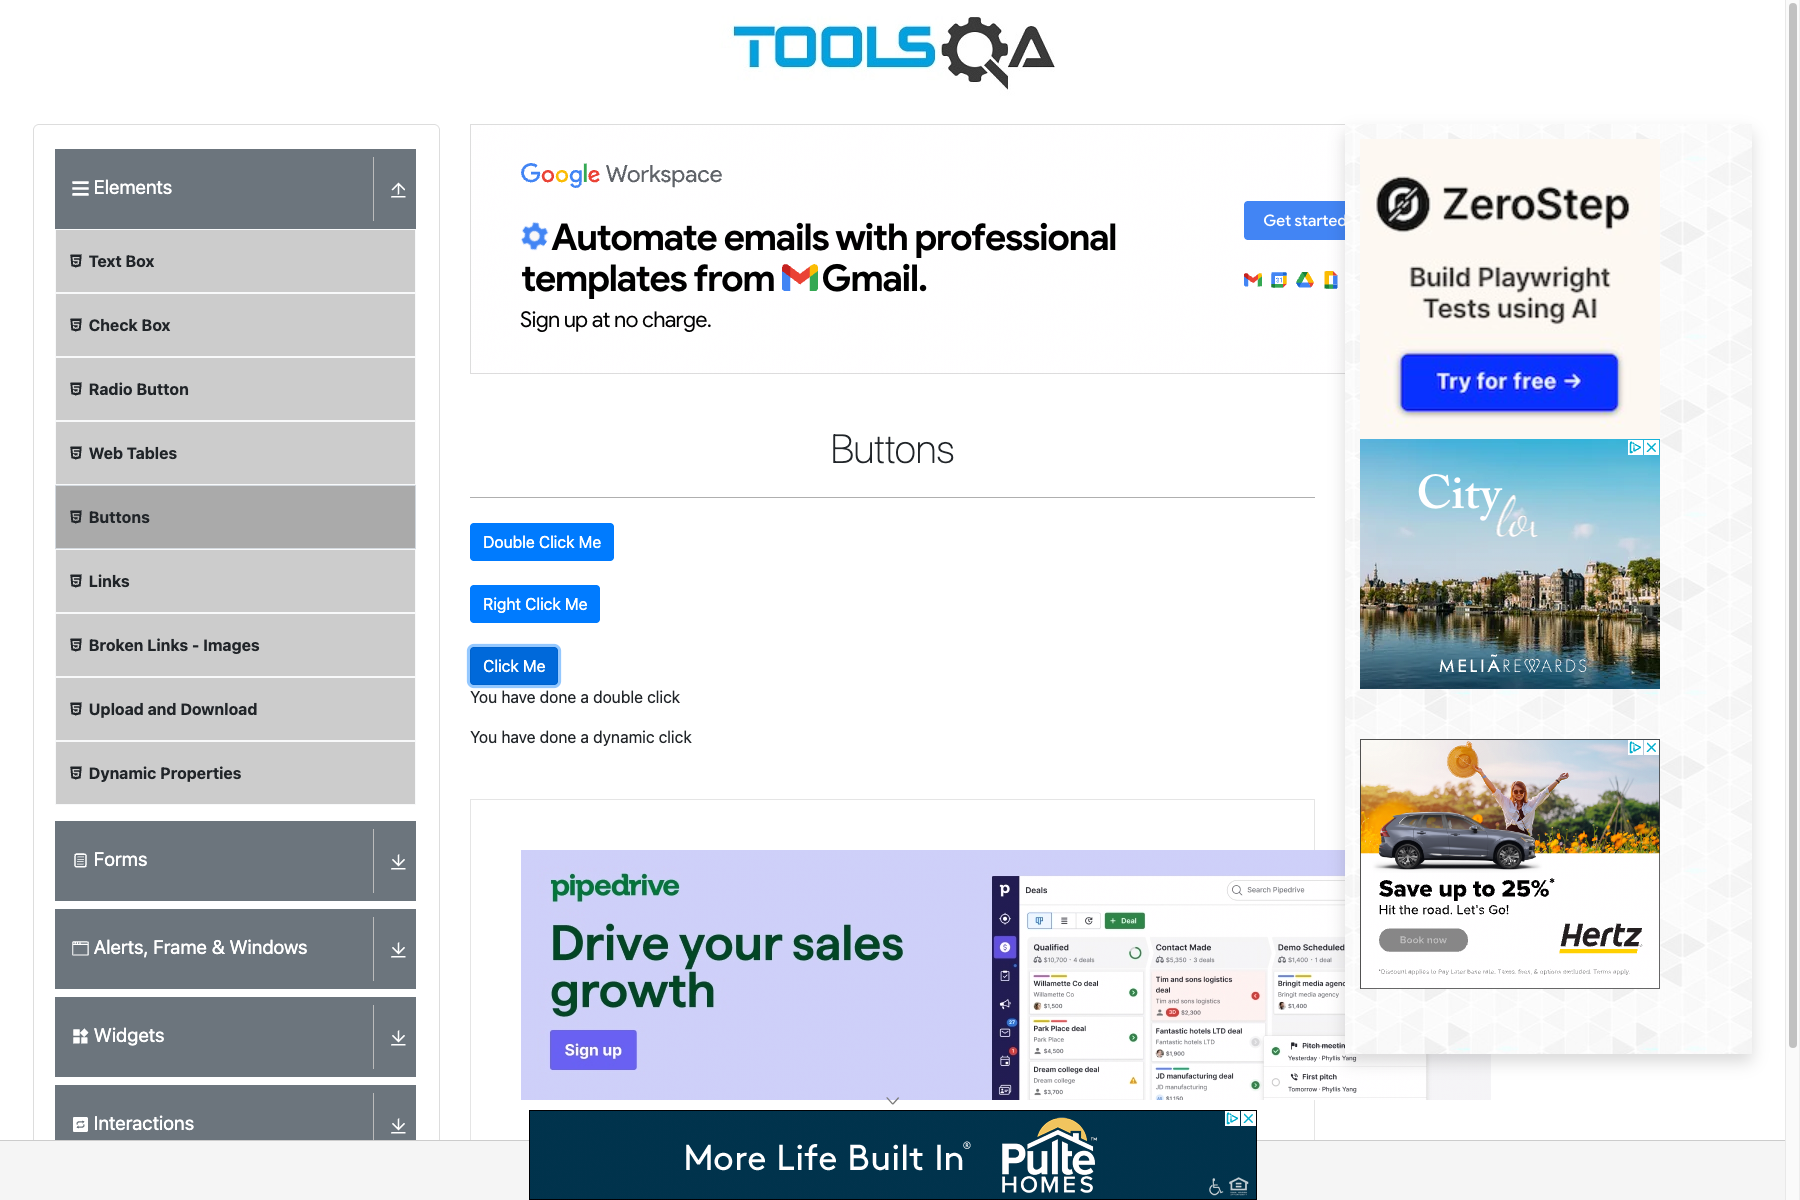 TOOLSQA
Elements
Text Box
Check Box
Radio Button
Web Tables
Buttons
Links
Broken Links - Images
Upload and Download
Dynamic Properties
Forms
Alerts, Frame & Windows
Widgets
Interactions
Google Workspace
Automate emails with professional
templates from Gmail.
Sign up at no charge.
Get started
Buttons
Double Click Me
Right Click Me
Click Me
You have done a double click
You have done a dynamic click
pipedrive
Drive your sales
growth
Sign up
Deals
Search Pipedrive
+ Deal
Qualified
$10,700 · 4 deals
Willamette Co deal
Willamette Co
$1,500
Park Place deal
Park Place
$4,500
Dream college deal
Dream college
$3,700
Contact Made
$5,350 · 3 deals
Tim and sons logistics
deal
Tim and sons logistics
$2,300
Fantastic hotels LTD deal
Fantastic hotels LTD
$1,900
JD manufacturing deal
JD manufacturing
$1,150
Demo Scheduled
$1,400 · 1 deal
Bringit media agenc
Bringit media agency
$1,400
Pitch meetin
Yesterday · Phyllis Yang
First pitch
Tomorrow · Phyllis Yang
ZeroStep
Build Playwright
Tests using AI
Try for free →
City
MELIÃREWARDS
Save up to 25%*
Hit the road. Let's Go!
Book now
Hertz
More Life Built In®
Pulte
HOMES